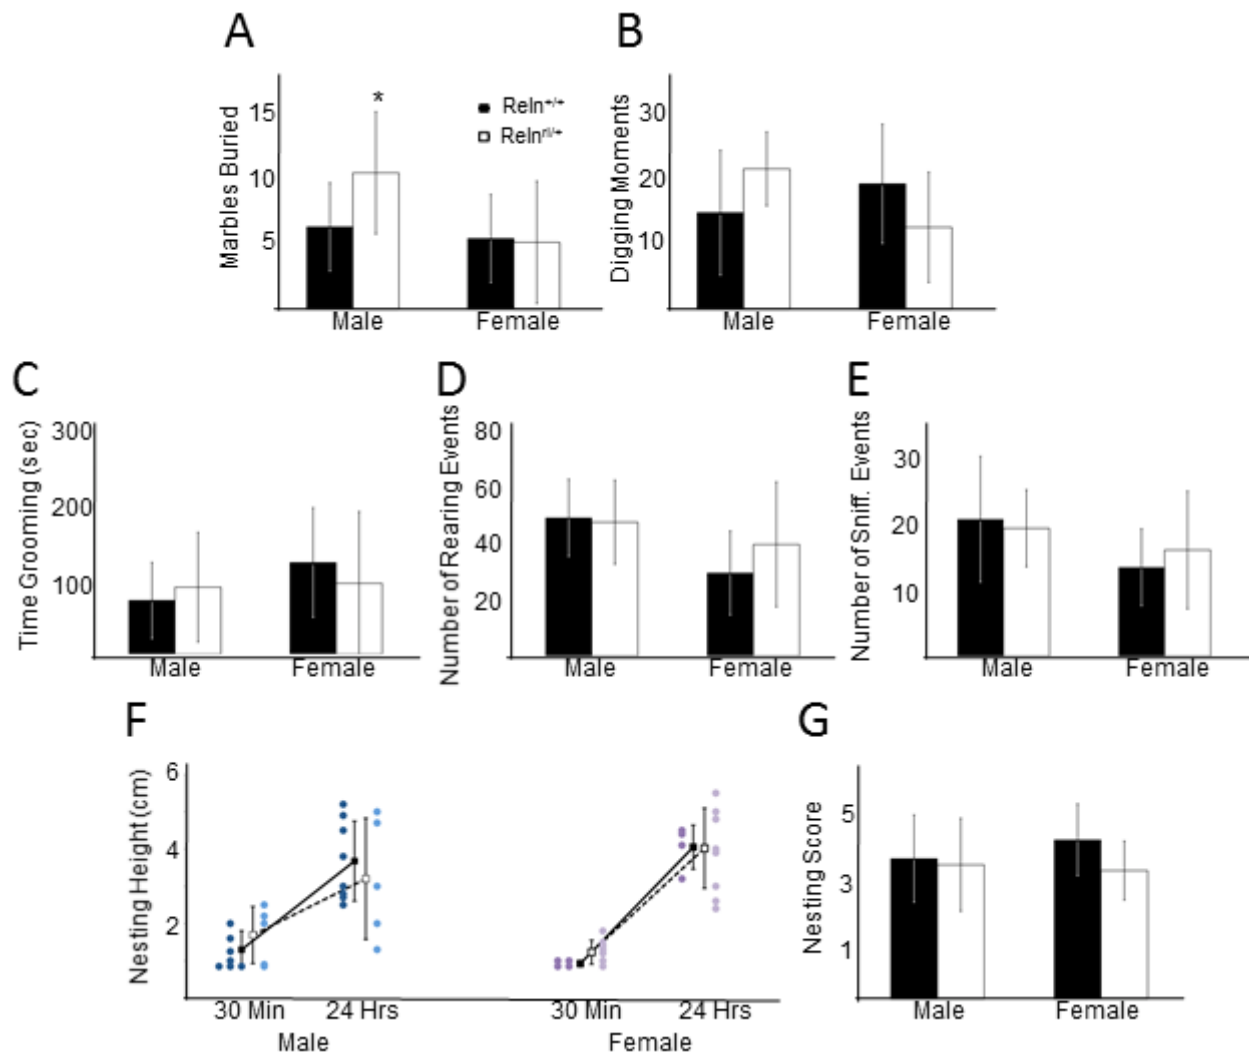 A
B
Marbles Buried
15
10
5
*
Reln+/+
Relnrl/+
Male
Female
Digging Moments
30
20
10
Male
Female
C
D
E
Time Grooming (sec)
300
200
100
Male
Female
Number of Rearing Events
80
60
40
20
Male
Female
Number of Sniff. Events
30
20
10
Male
Female
F
G
Nesting Height (cm)
6
4
2
30 Min
24 Hrs
30 Min
24 Hrs
Male
Female
Nesting Score
5
3
1
Male
Female